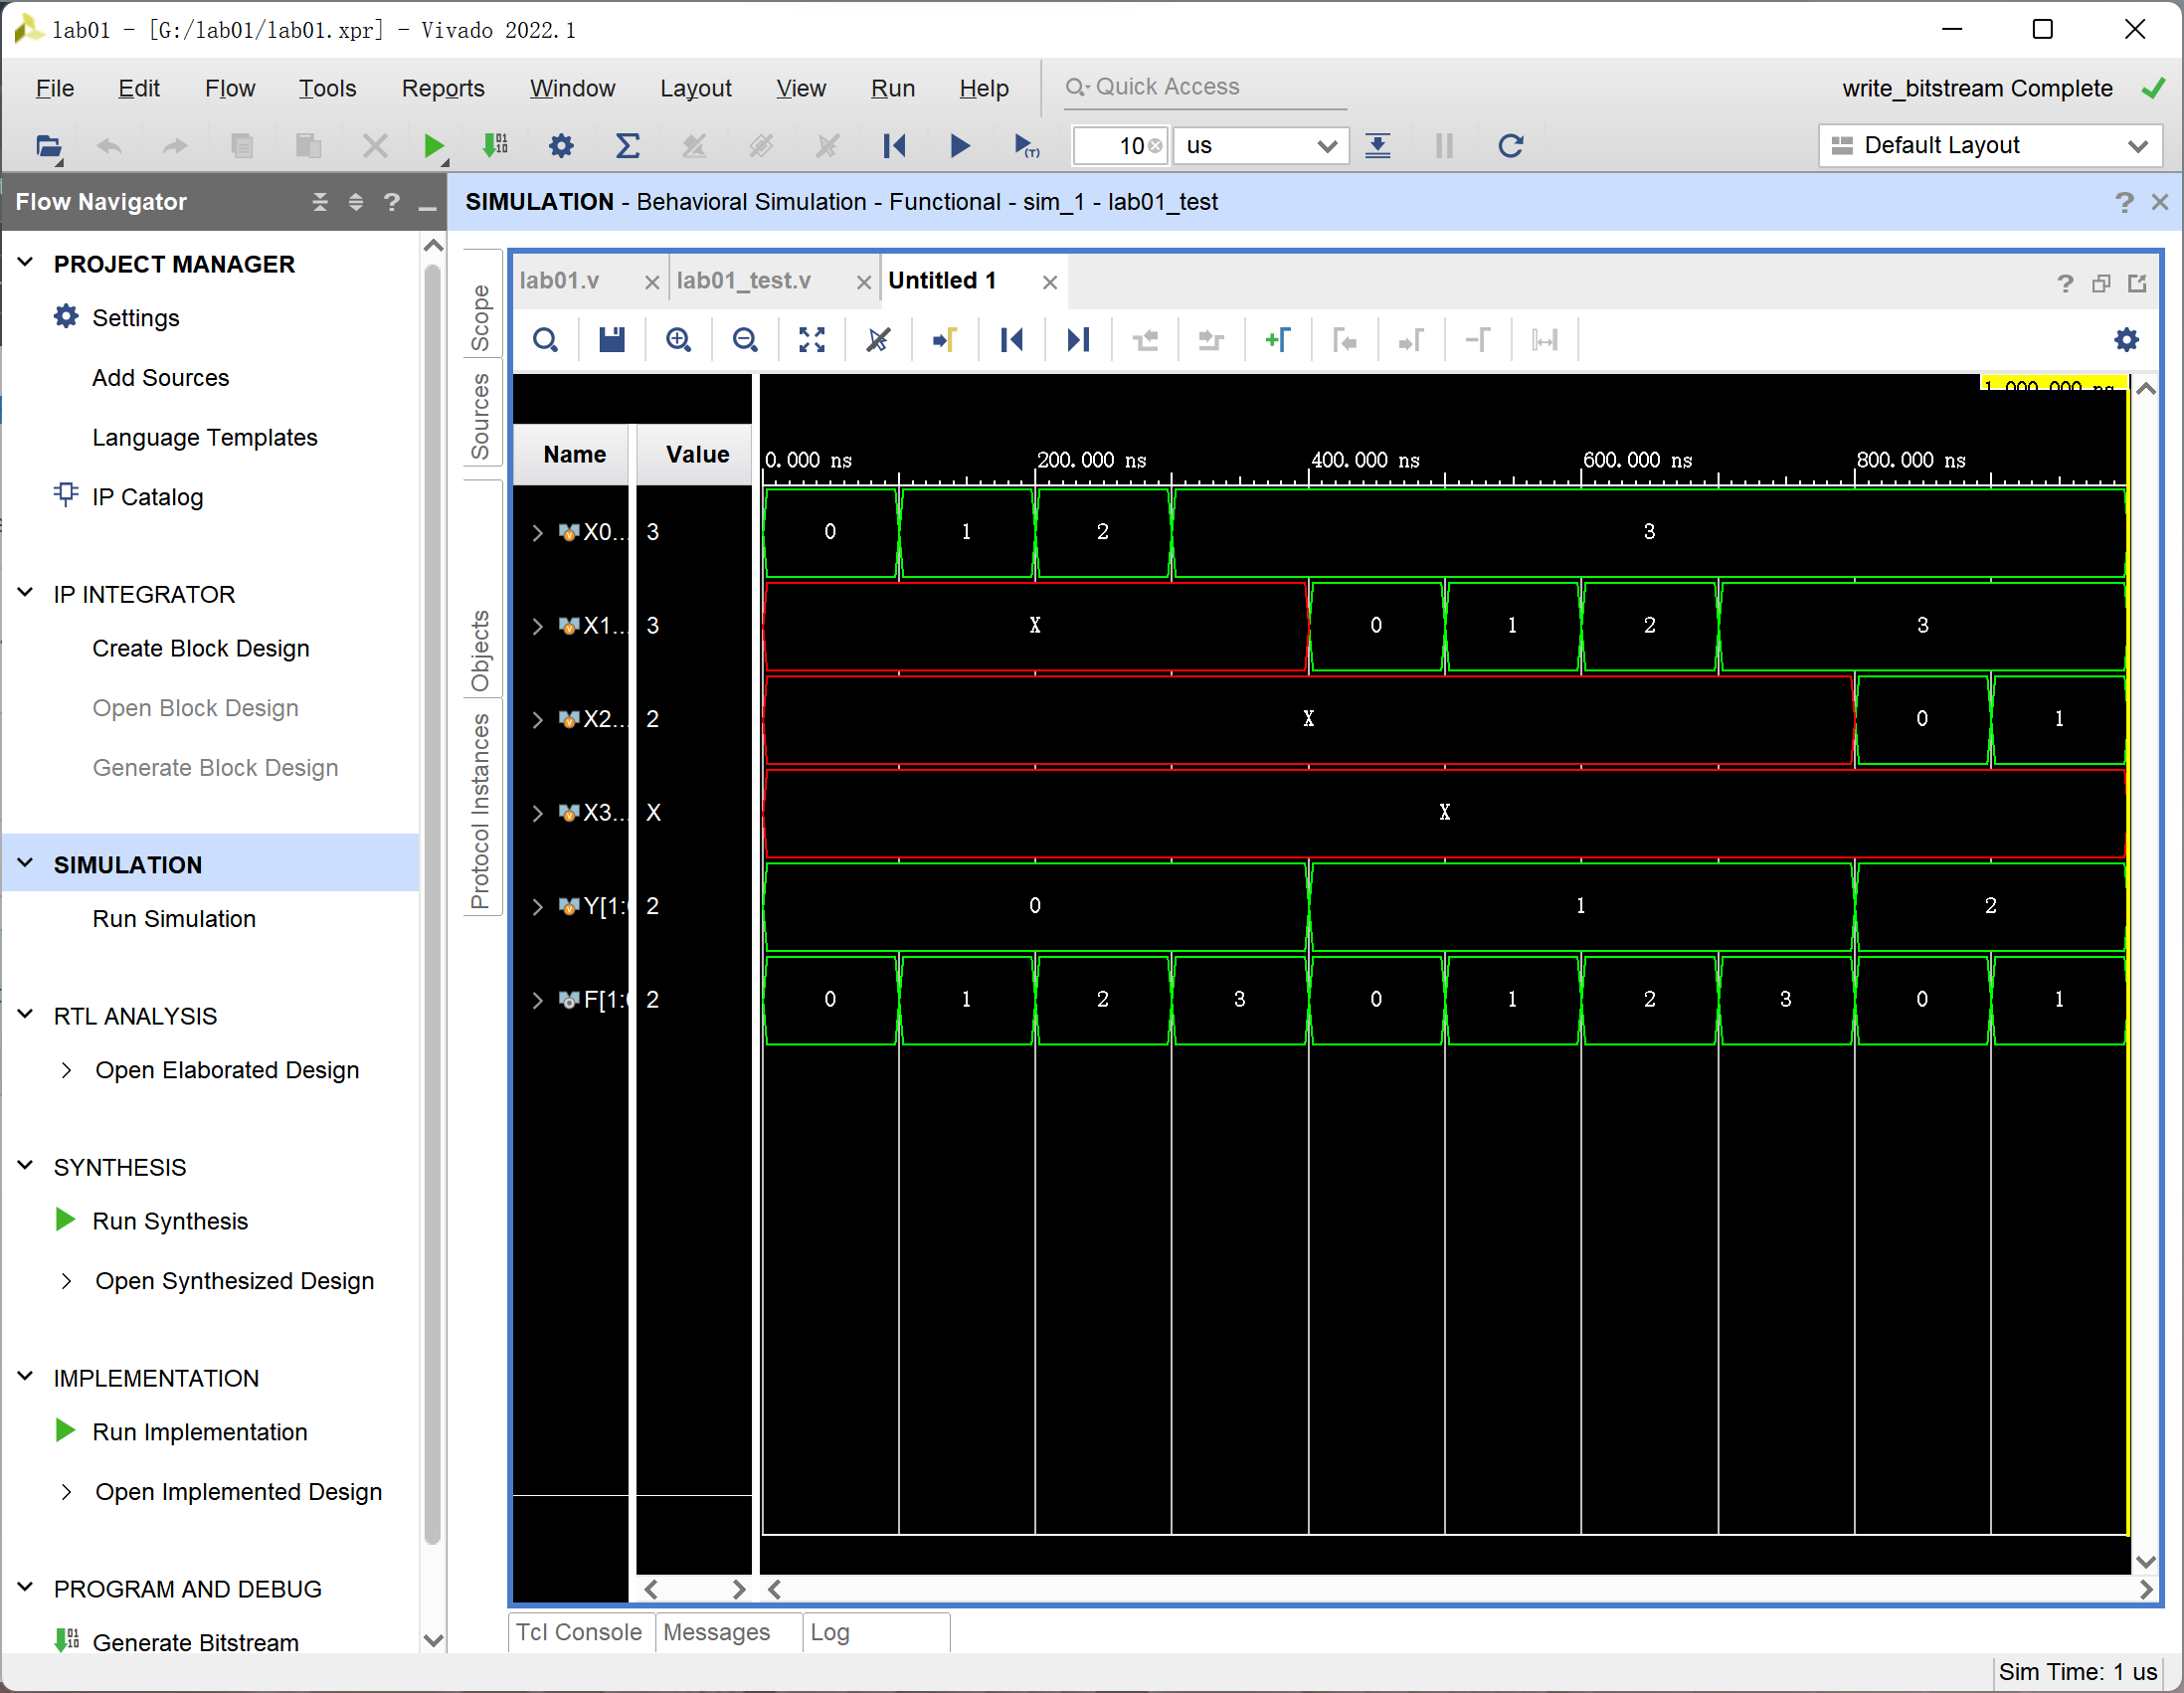 lab01 - [G:/lab01/lab01.xpr] - Vivado 2022.1
File Edit Flow Tools Reports Window Layout View Run Help
Quick Access
write_bitstream Complete
10 us
Default Layout
Flow Navigator
SIMULATION - Behavioral Simulation - Functional - sim_1 - lab01_test
PROJECT MANAGER
Settings
Add Sources
Language Templates
IP Catalog
IP INTEGRATOR
Create Block Design
Open Block Design
Generate Block Design
SIMULATION
Run Simulation
RTL ANALYSIS
Open Elaborated Design
SYNTHESIS
Run Synthesis
Open Synthesized Design
IMPLEMENTATION
Run Implementation
Open Implemented Design
PROGRAM AND DEBUG
Generate Bitstream
Scope
Sources
Objects
Protocol Instances
lab01.v
lab01_test.v
Untitled 1
1,000.000 ns
Name Value
0.000 ns 200.000 ns 400.000 ns 600.000 ns 800.000 ns
X0... 3 0 1 2 3
X1... 3 X 0 1 2 3
X2... 2 X 0 1
X3... X X
Y[1: 2 0 1 2
F[1: 2 0 1 2 3 0 1 2 3 0 1
Tcl Console Messages Log
Sim Time: 1 us